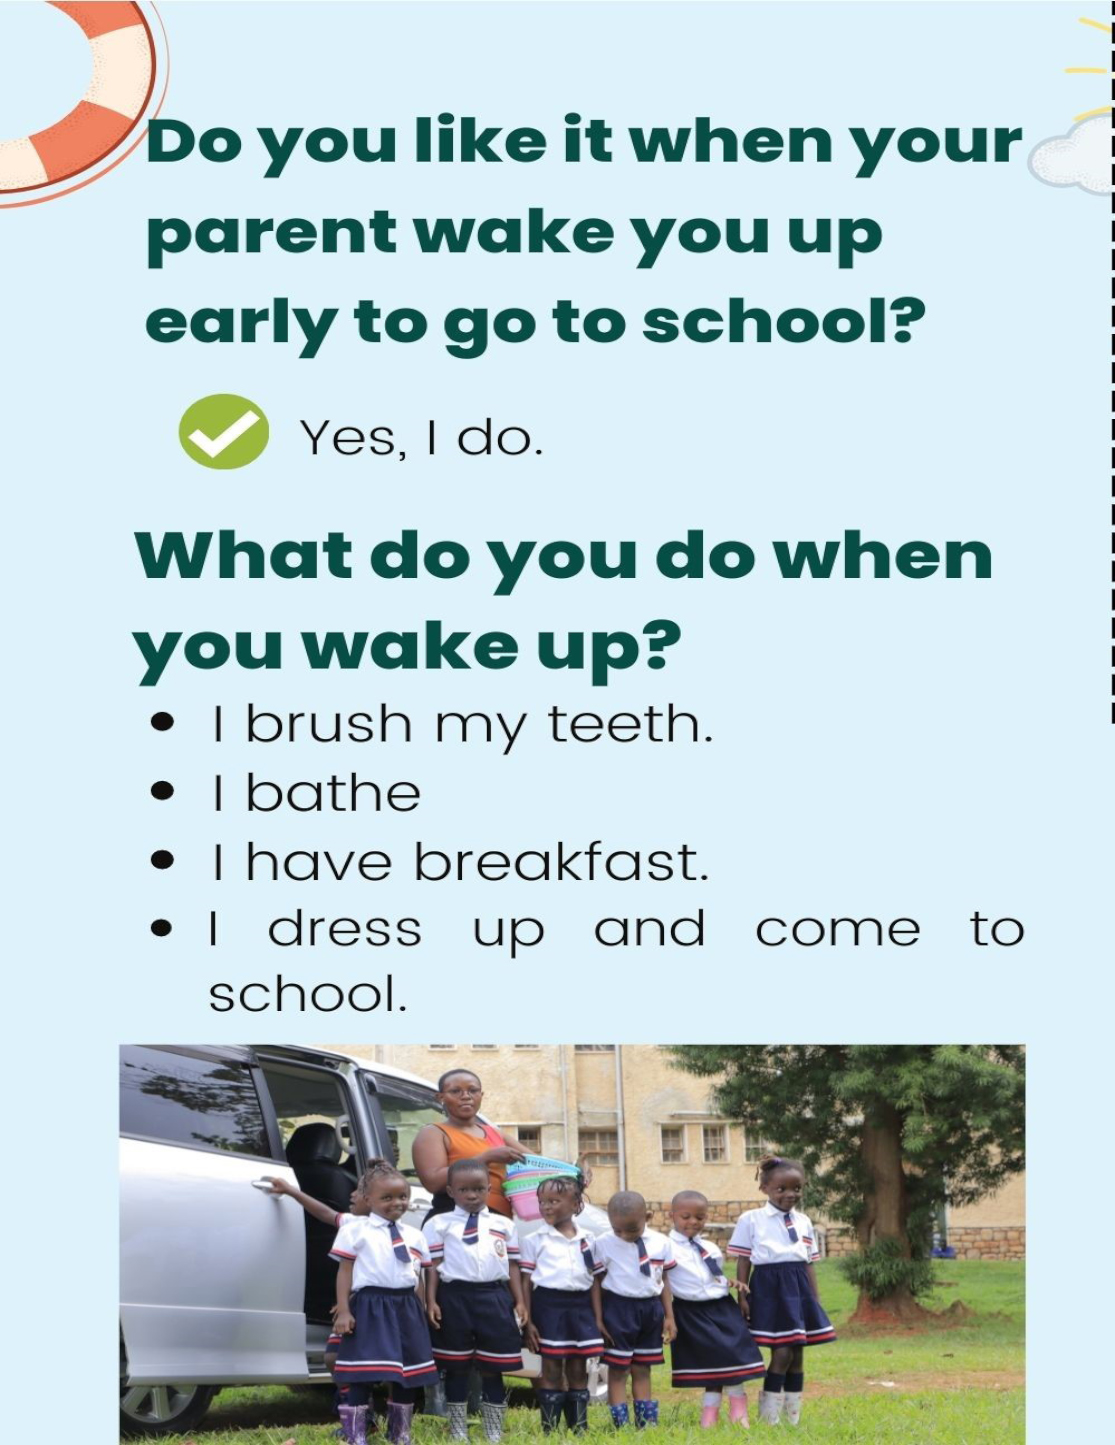 Do you like it when your
parent wake you up
early to go to school?
Yes, I do.
What do you do when
you wake up?
• I brush my teeth.
• I bathe
• I have breakfast.
• I dress up and come to
school.